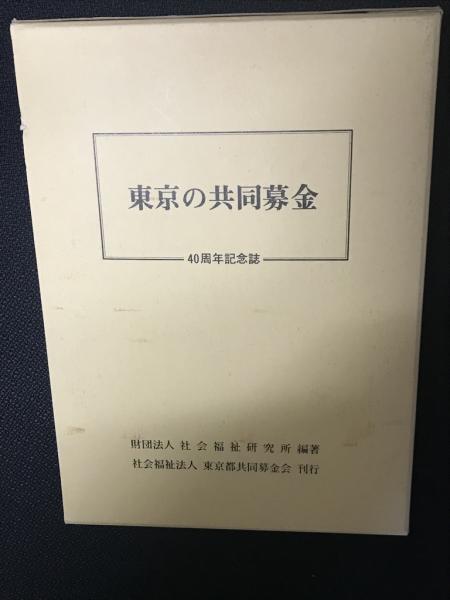 東京の共同募金
40周年記念誌
財団法人 社会福祉研究所 編著
社会福祉法人 東京都共同募金会 刊行